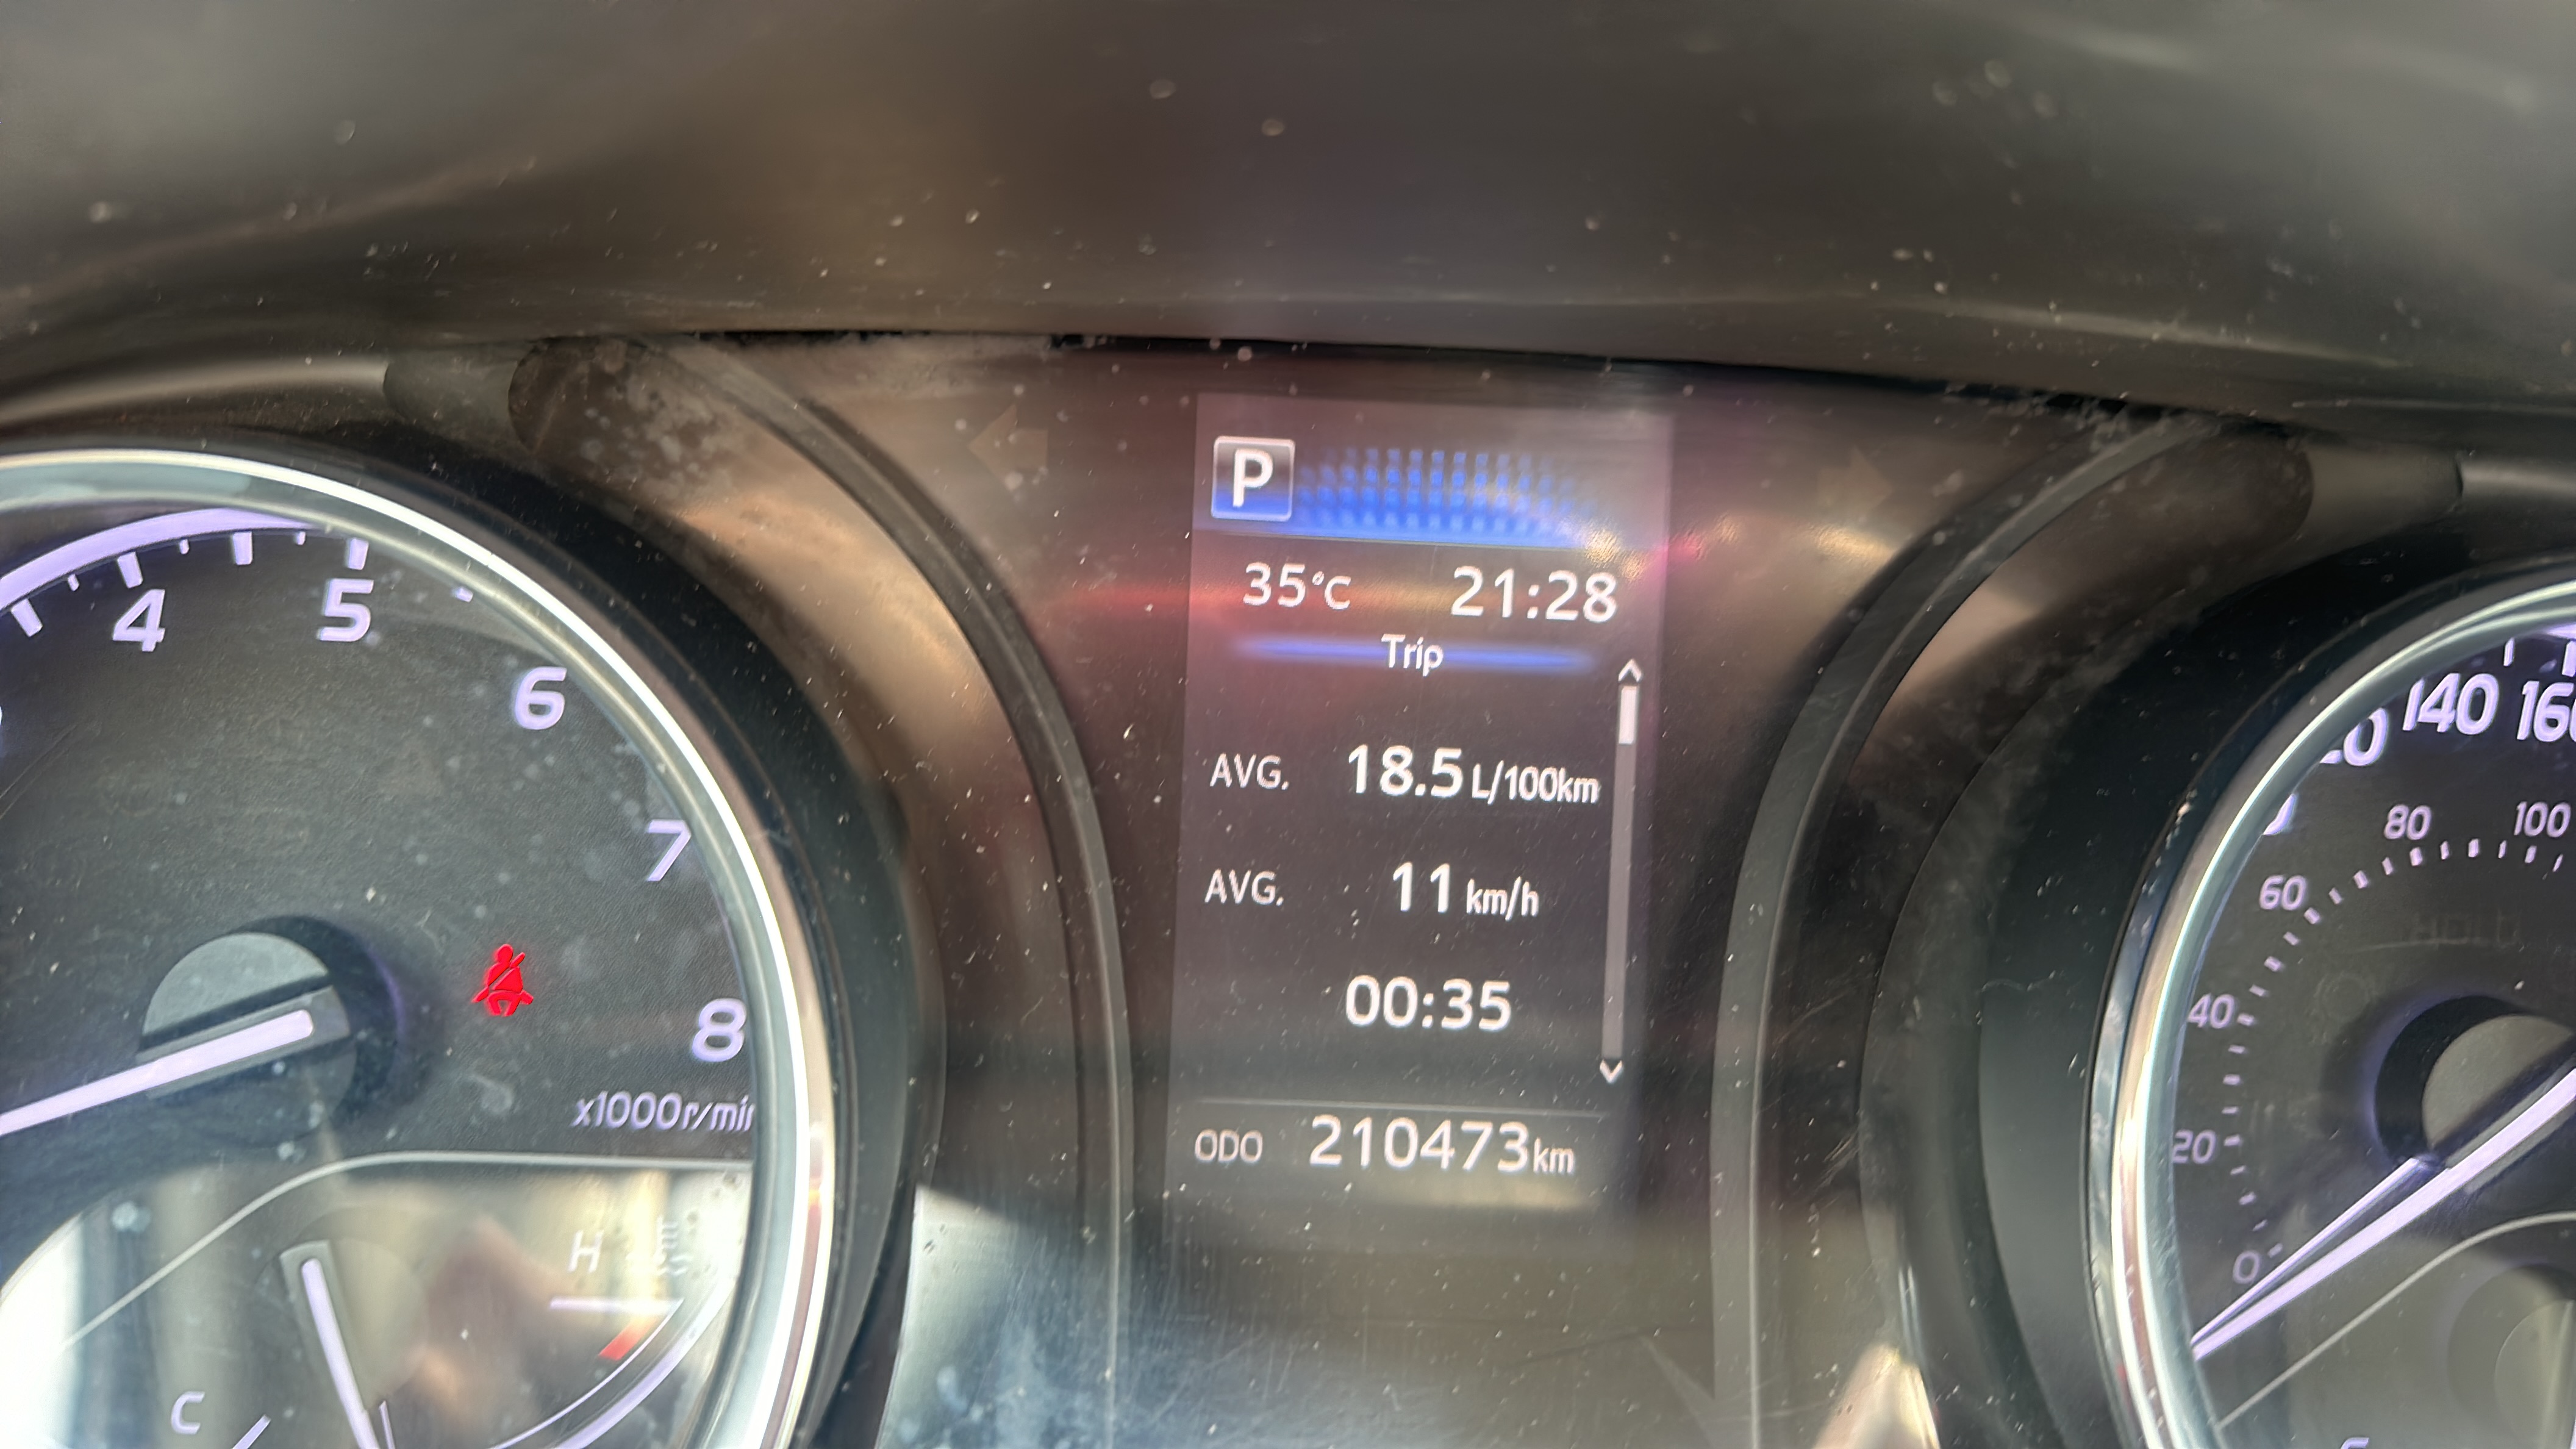 P
35°C 21:28
Trip
AVG. 18.5 L/100km
AVG. 11 km/h
00:35
ODO 210473 km
4
5
6
7
8
x1000r/min
H
C
140
80
100
60
40
20
0